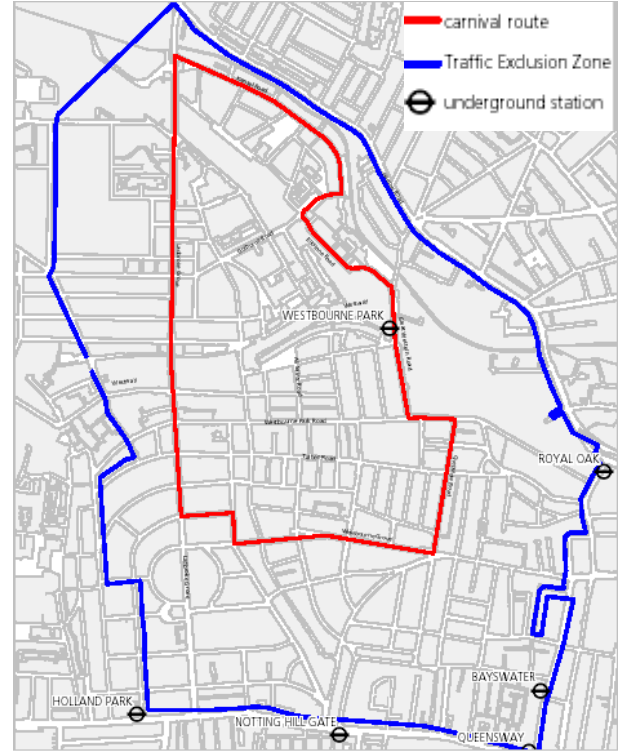 carnival route
Traffic Exclusion Zone
underground station
WESTBOURNE PARK
Westbourne Park Road
Talbot Road
Westbourne Grove
ROYAL OAK
BAYSWATER
HOLLAND PARK
NOTTING HILL GATE
QUEENSWAY